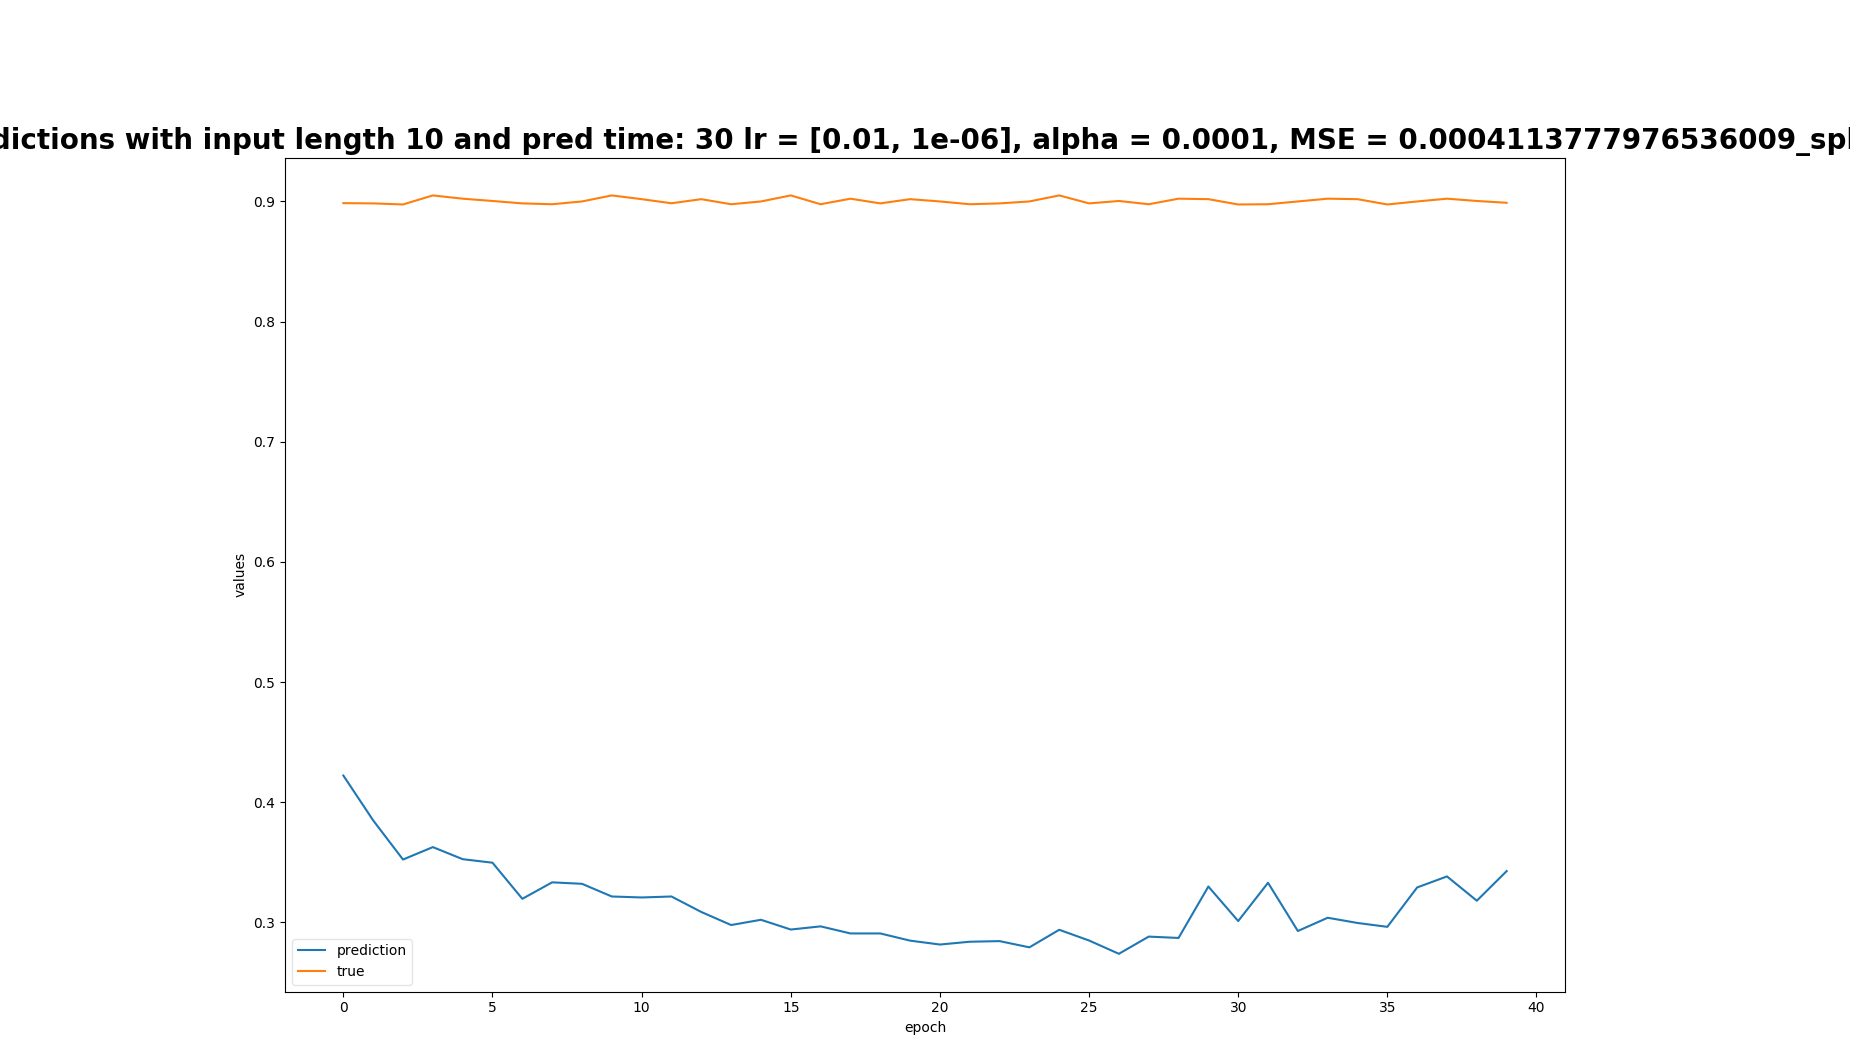 dictions with input length 10 and pred time: 30 lr = [0.01, 1e-06], alpha = 0.0001, MSE = 0.0004113777976536009_spl
0.9
0.8
0.7
0.6
0.5
0.4
0.3
values
prediction
true
0 5 10 15 20 25 30 35 40
epoch